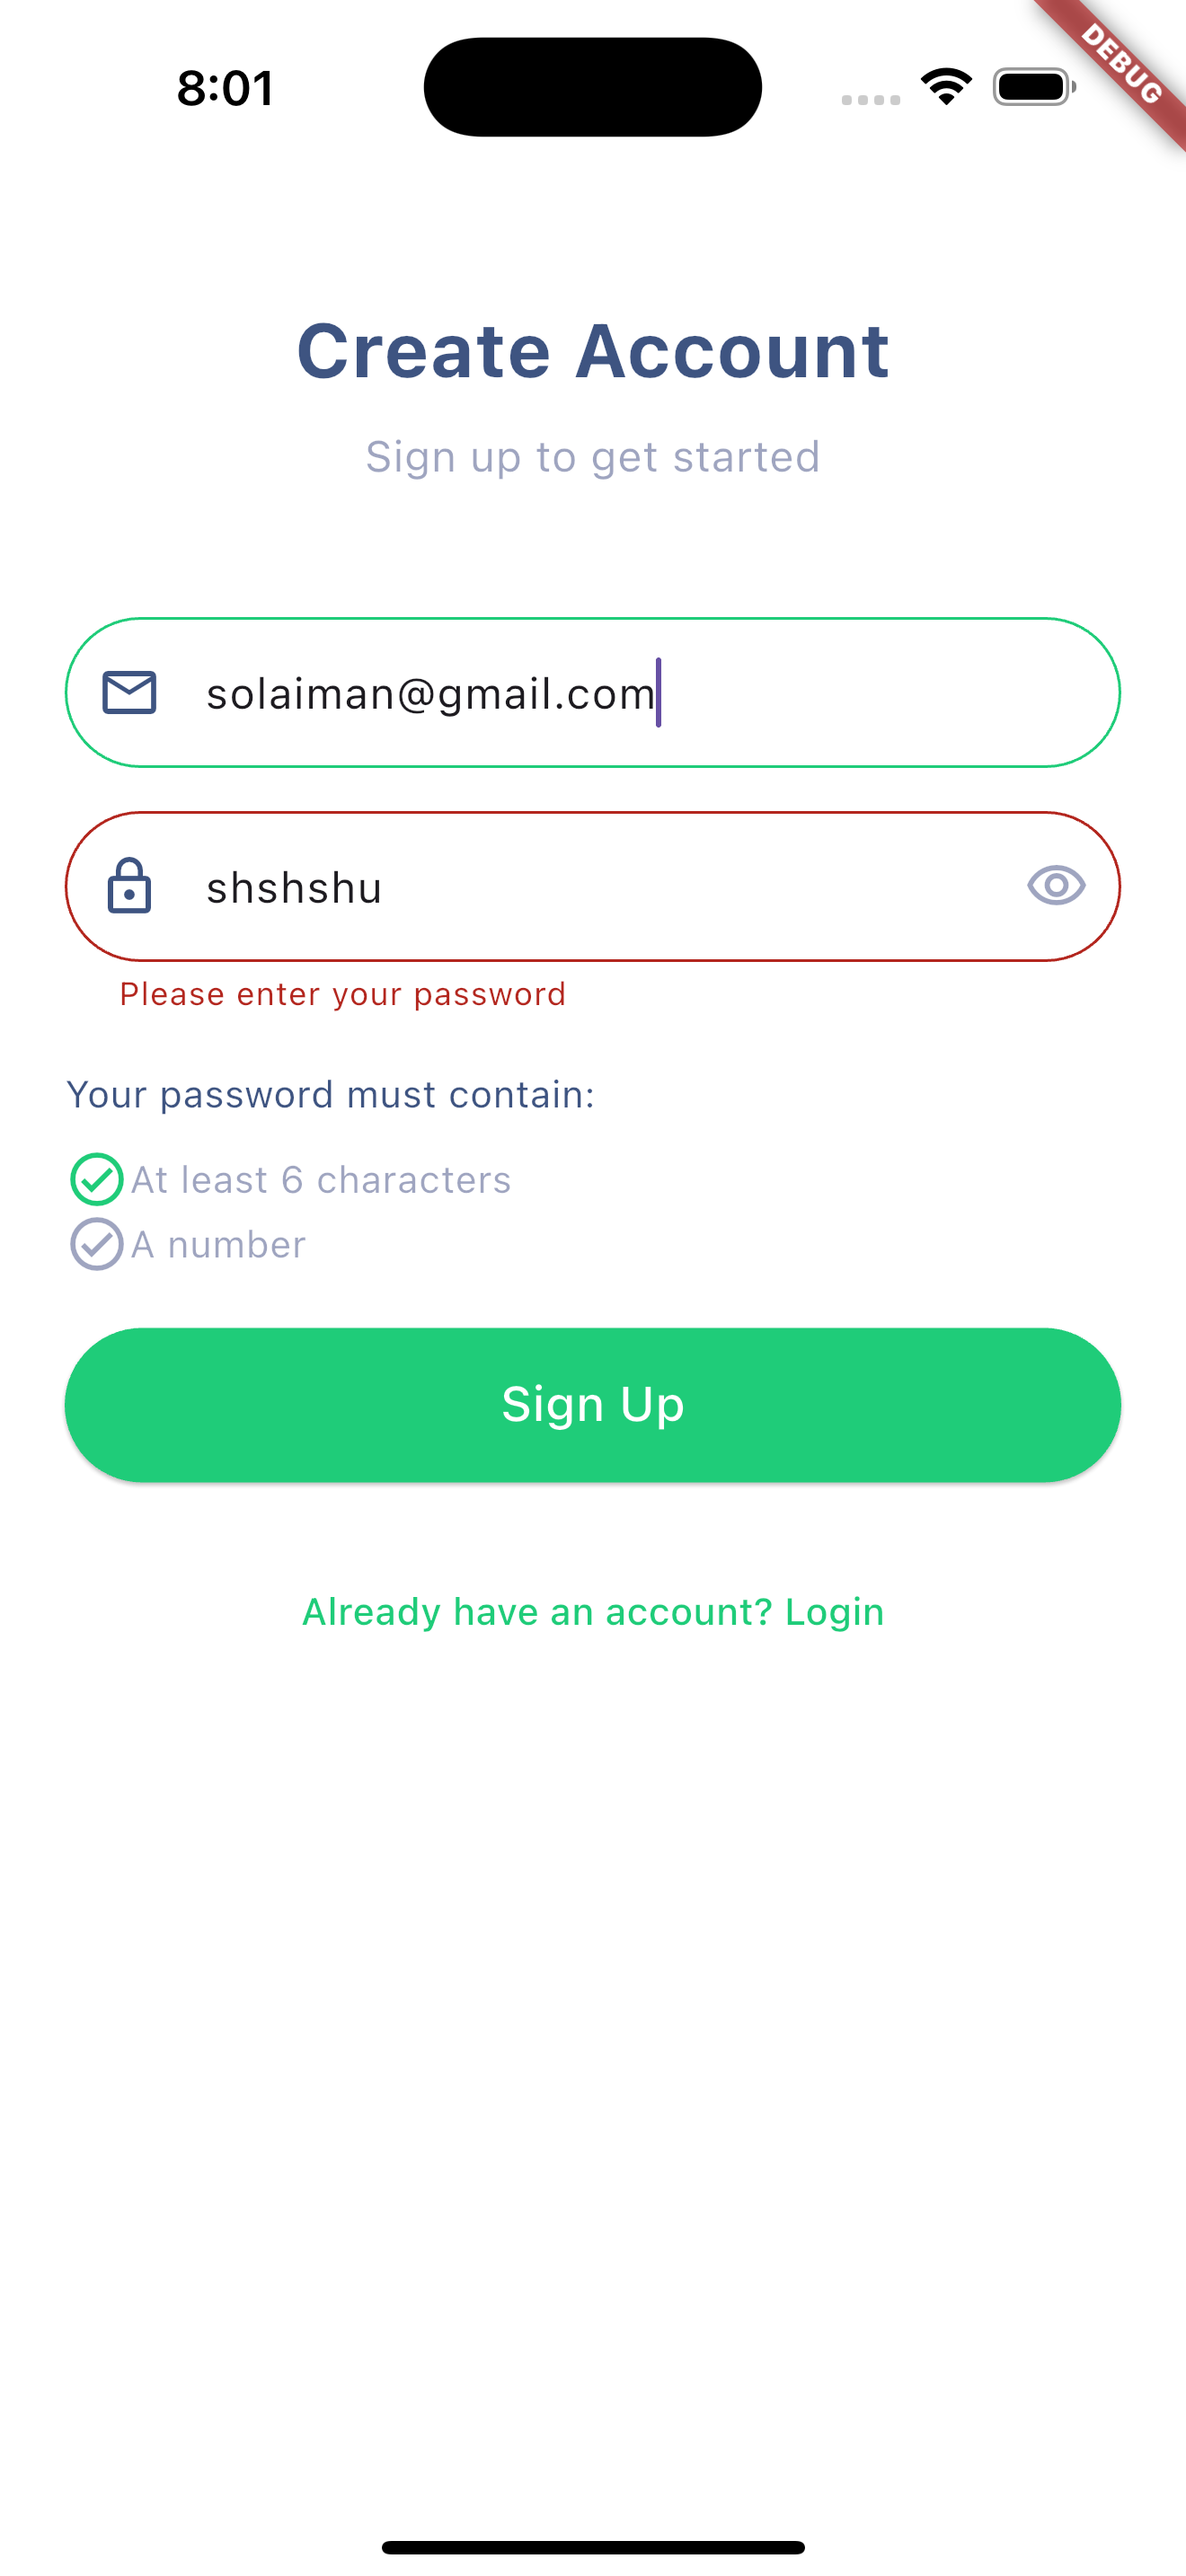 8:01
DEBUG
Create Account
Sign up to get started
solaiman@gmail.com
shshshu
Please enter your password
Your password must contain:
At least 6 characters
A number
Sign Up
Already have an account? Login